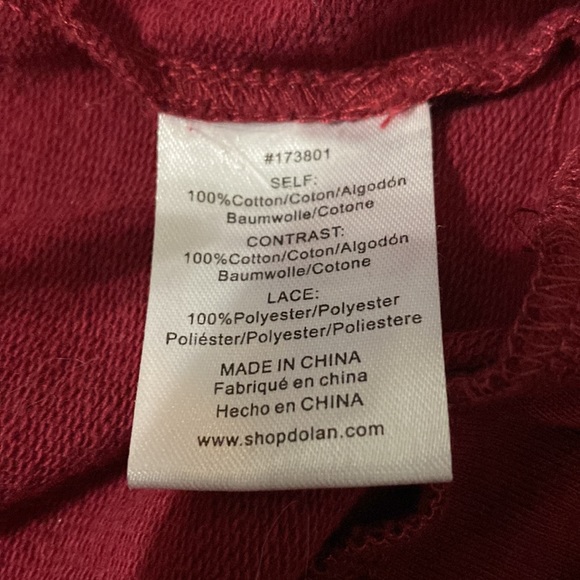 #173801
SELF:
100%Cotton/Coton/Algodón
Baumwolle/Cotone
CONTRAST:
100%Cotton/Coton/Algodón
Baumwolle/Cotone
LACE:
100%Polyester/Polyester
Poliéster/Polyester/Poliestere
MADE IN CHINA
Fabriqué en china
Hecho en CHINA
www.shopdolan.com